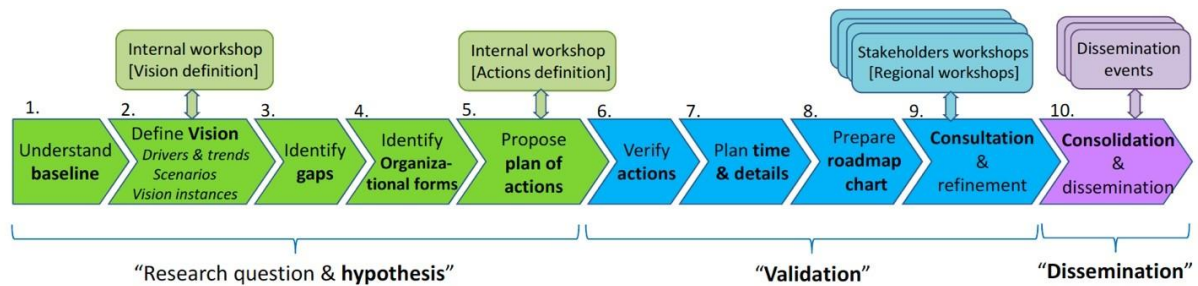 Internal workshop
[Vision definition]
Internal workshop
[Actions definition]
Stakeholders workshops
[Regional workshops]
Dissemination
events
1.
Understand
baseline
2.
Define Vision
Drivers & trends
Scenarios
Vision instances
3.
Identify
gaps
4.
Identify
Organiza-
tional forms
5.
Propose
plan of
actions
6.
Verify
actions
7.
Plan time
& details
8.
Prepare
roadmap
chart
9.
Consultation
&
refinement
10.
Consolidation
&
dissemination
“Research question & hypothesis”
“Validation”
“Dissemination”